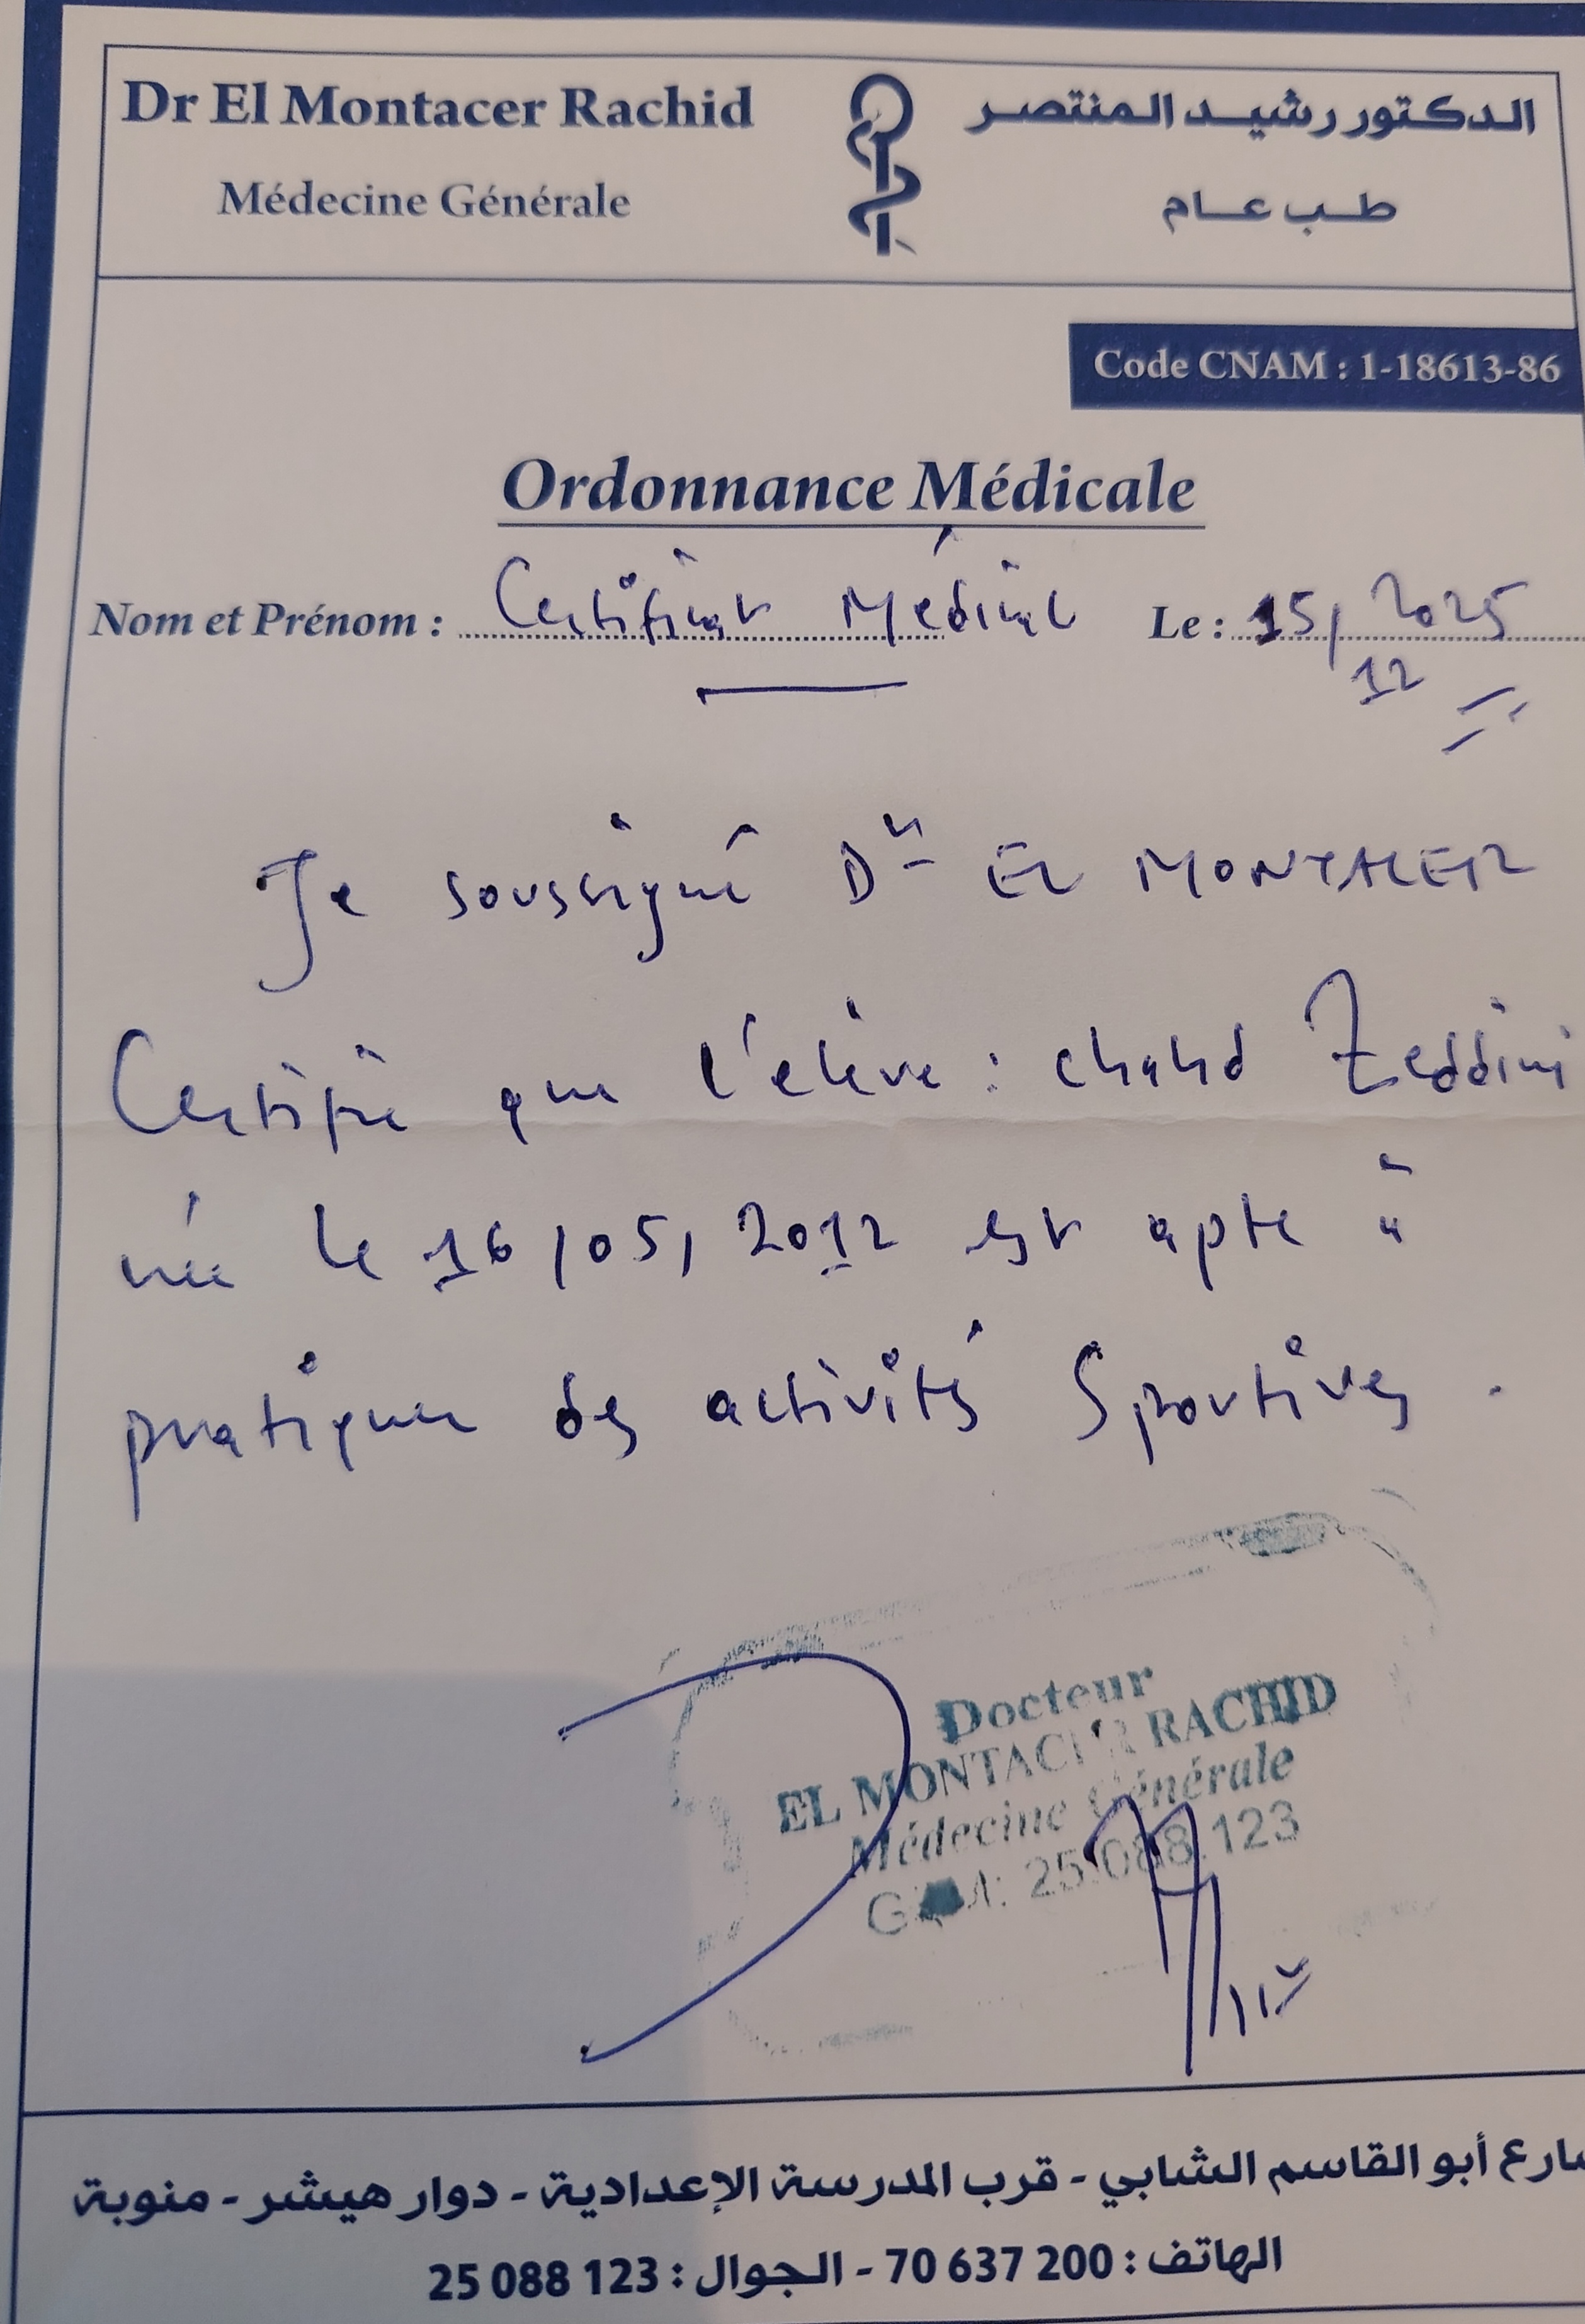 Dr El Montacer Rachid
الدكتور رشيد المنتصر
Médecine Générale
طب عام
Code CNAM : 1-18613-86
Ordonnance Médicale
Nom et Prénom : Certificat Médical Le : 15/12/2025
Je soussigné Dr EL MONTACER
Certifie que l'élève : chahd Zeddini
née le 16/05/2012 est apte à
pratiquer des activités Sportives.
Docteur
EL MONTACER RACHID
Médecine Générale
GSM: 25.088.123
شارع أبو القاسم الشابي - قرب المدرسة الإعدادية - دوار هيشر - منوبة
الهاتف : 70 637 200 - الجوال : 25 088 123